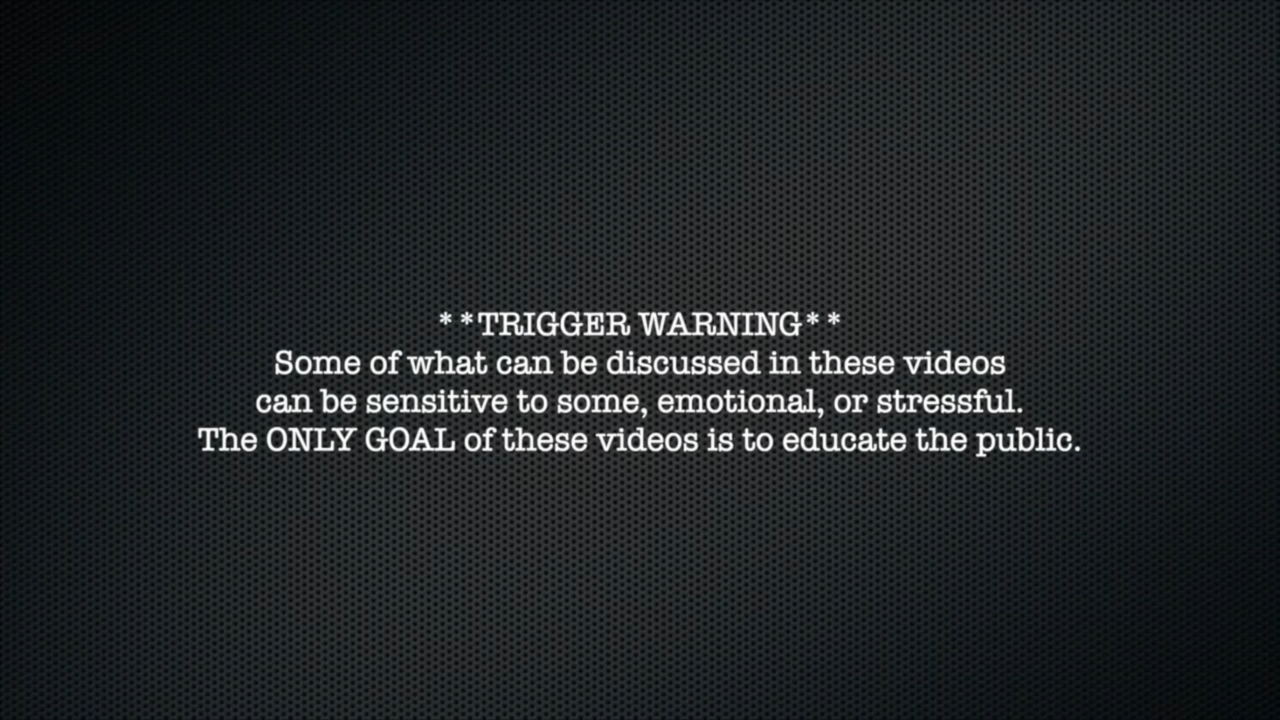 **TRIGGER WARNING**
Some of what can be discussed in these videos
can be sensitive to some, emotional, or stressful.
The ONLY GOAL of these videos is to educate the public.